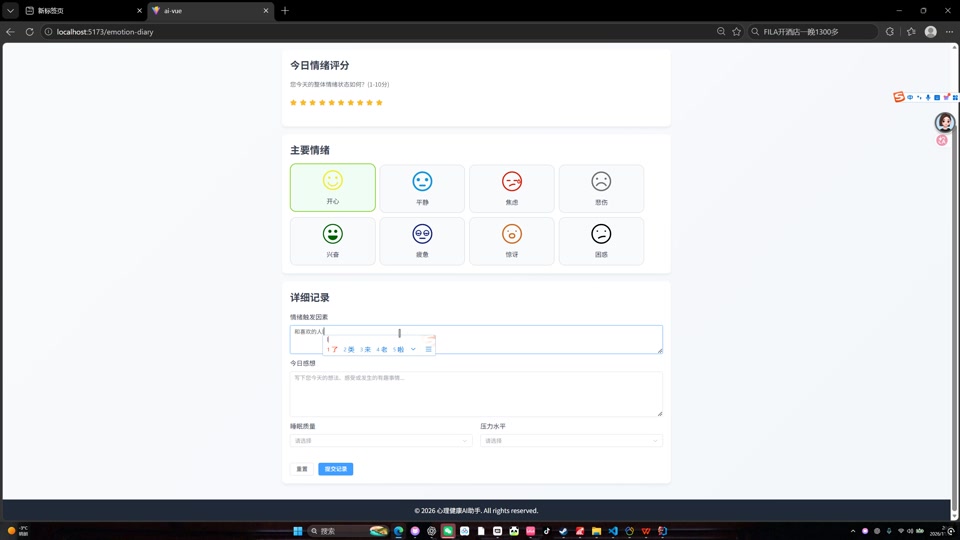 新标签页
ai-vue
localhost:5173/emotion-diary
FILA开酒店一晚1300多
今日情绪评分
您今天的整体情绪状态如何？(1-10分)
主要情绪
开心
平静
焦虑
悲伤
兴奋
疲惫
惊讶
困惑
详细记录
情绪触发因素
和喜欢的人l
l
1 了 2 类 3 来 4 老 5 啦
今日感想
写下您今天的想法、感受或发生的有趣事情...
睡眠质量
压力水平
请选择
请选择
重置
提交记录
© 2026 心理健康AI助手. All rights reserved.
-3°C
晴朗
搜索